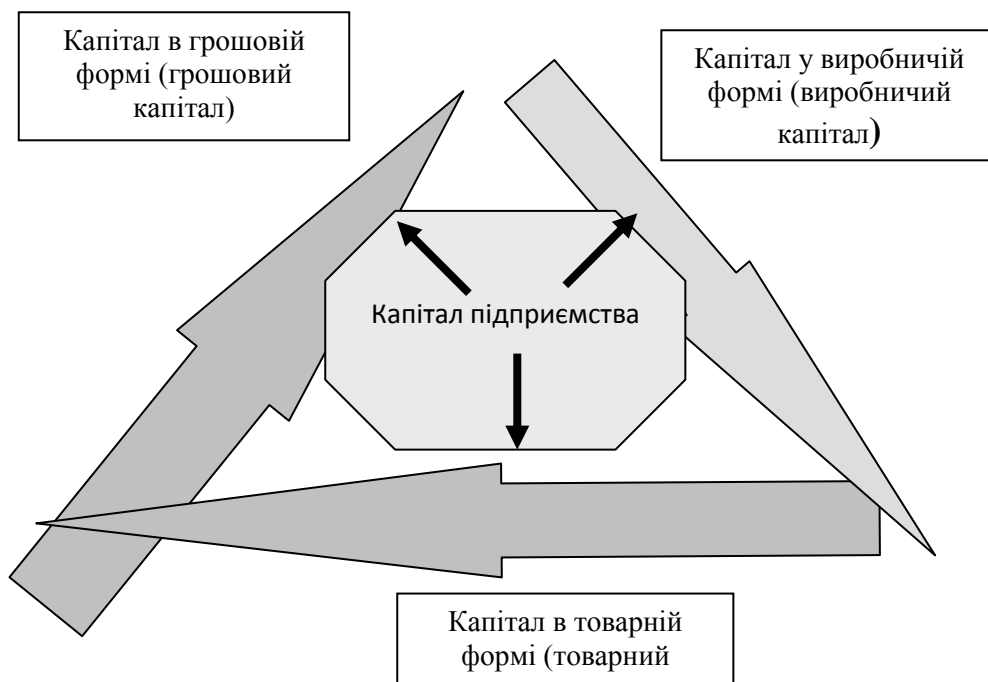 Капітал в грошовій
формі (грошовий
капітал)
Капітал у виробничій
формі (виробничий
капітал)
Капітал підприємства
Капітал в товарній
формі (товарний